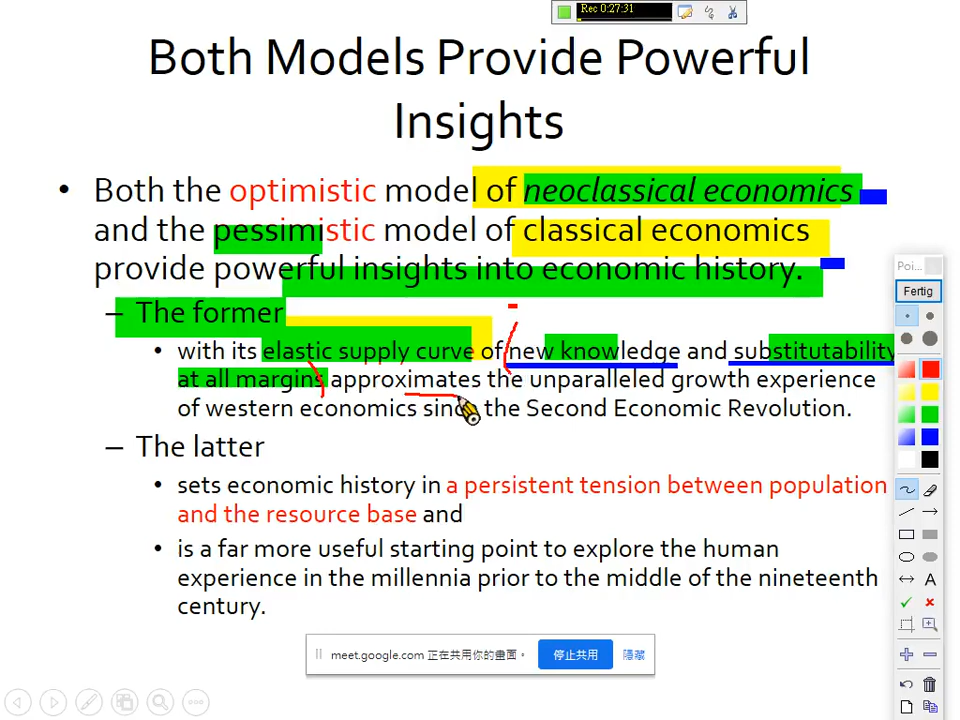 Rec 0:27:31
Both Models Provide Powerful
Insights
• Both the optimistic model of neoclassical economics
and the pessimistic model of classical economics
provide powerful insights into economic history.
– The former
• with its elastic supply curve of new knowledge and substitutability
at all margins approximates the unparalleled growth experience
of western economics since the Second Economic Revolution.
– The latter
• sets economic history in a persistent tension between population
and the resource base and
• is a far more useful starting point to explore the human
experience in the millennia prior to the middle of the nineteenth
century.
Poi...
Fertig
A
meet.google.com 正在共用你的畫面。 停止共用 隱藏